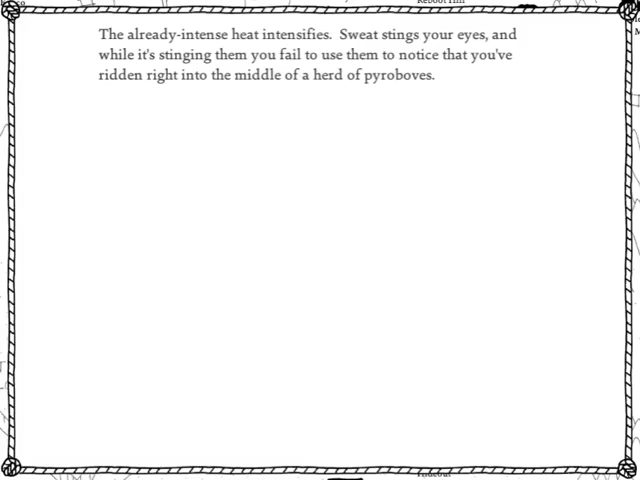 The already-intense heat intensifies.  Sweat stings your eyes, and
while it's stinging them you fail to use them to notice that you've
ridden right into the middle of a herd of pyroboves.